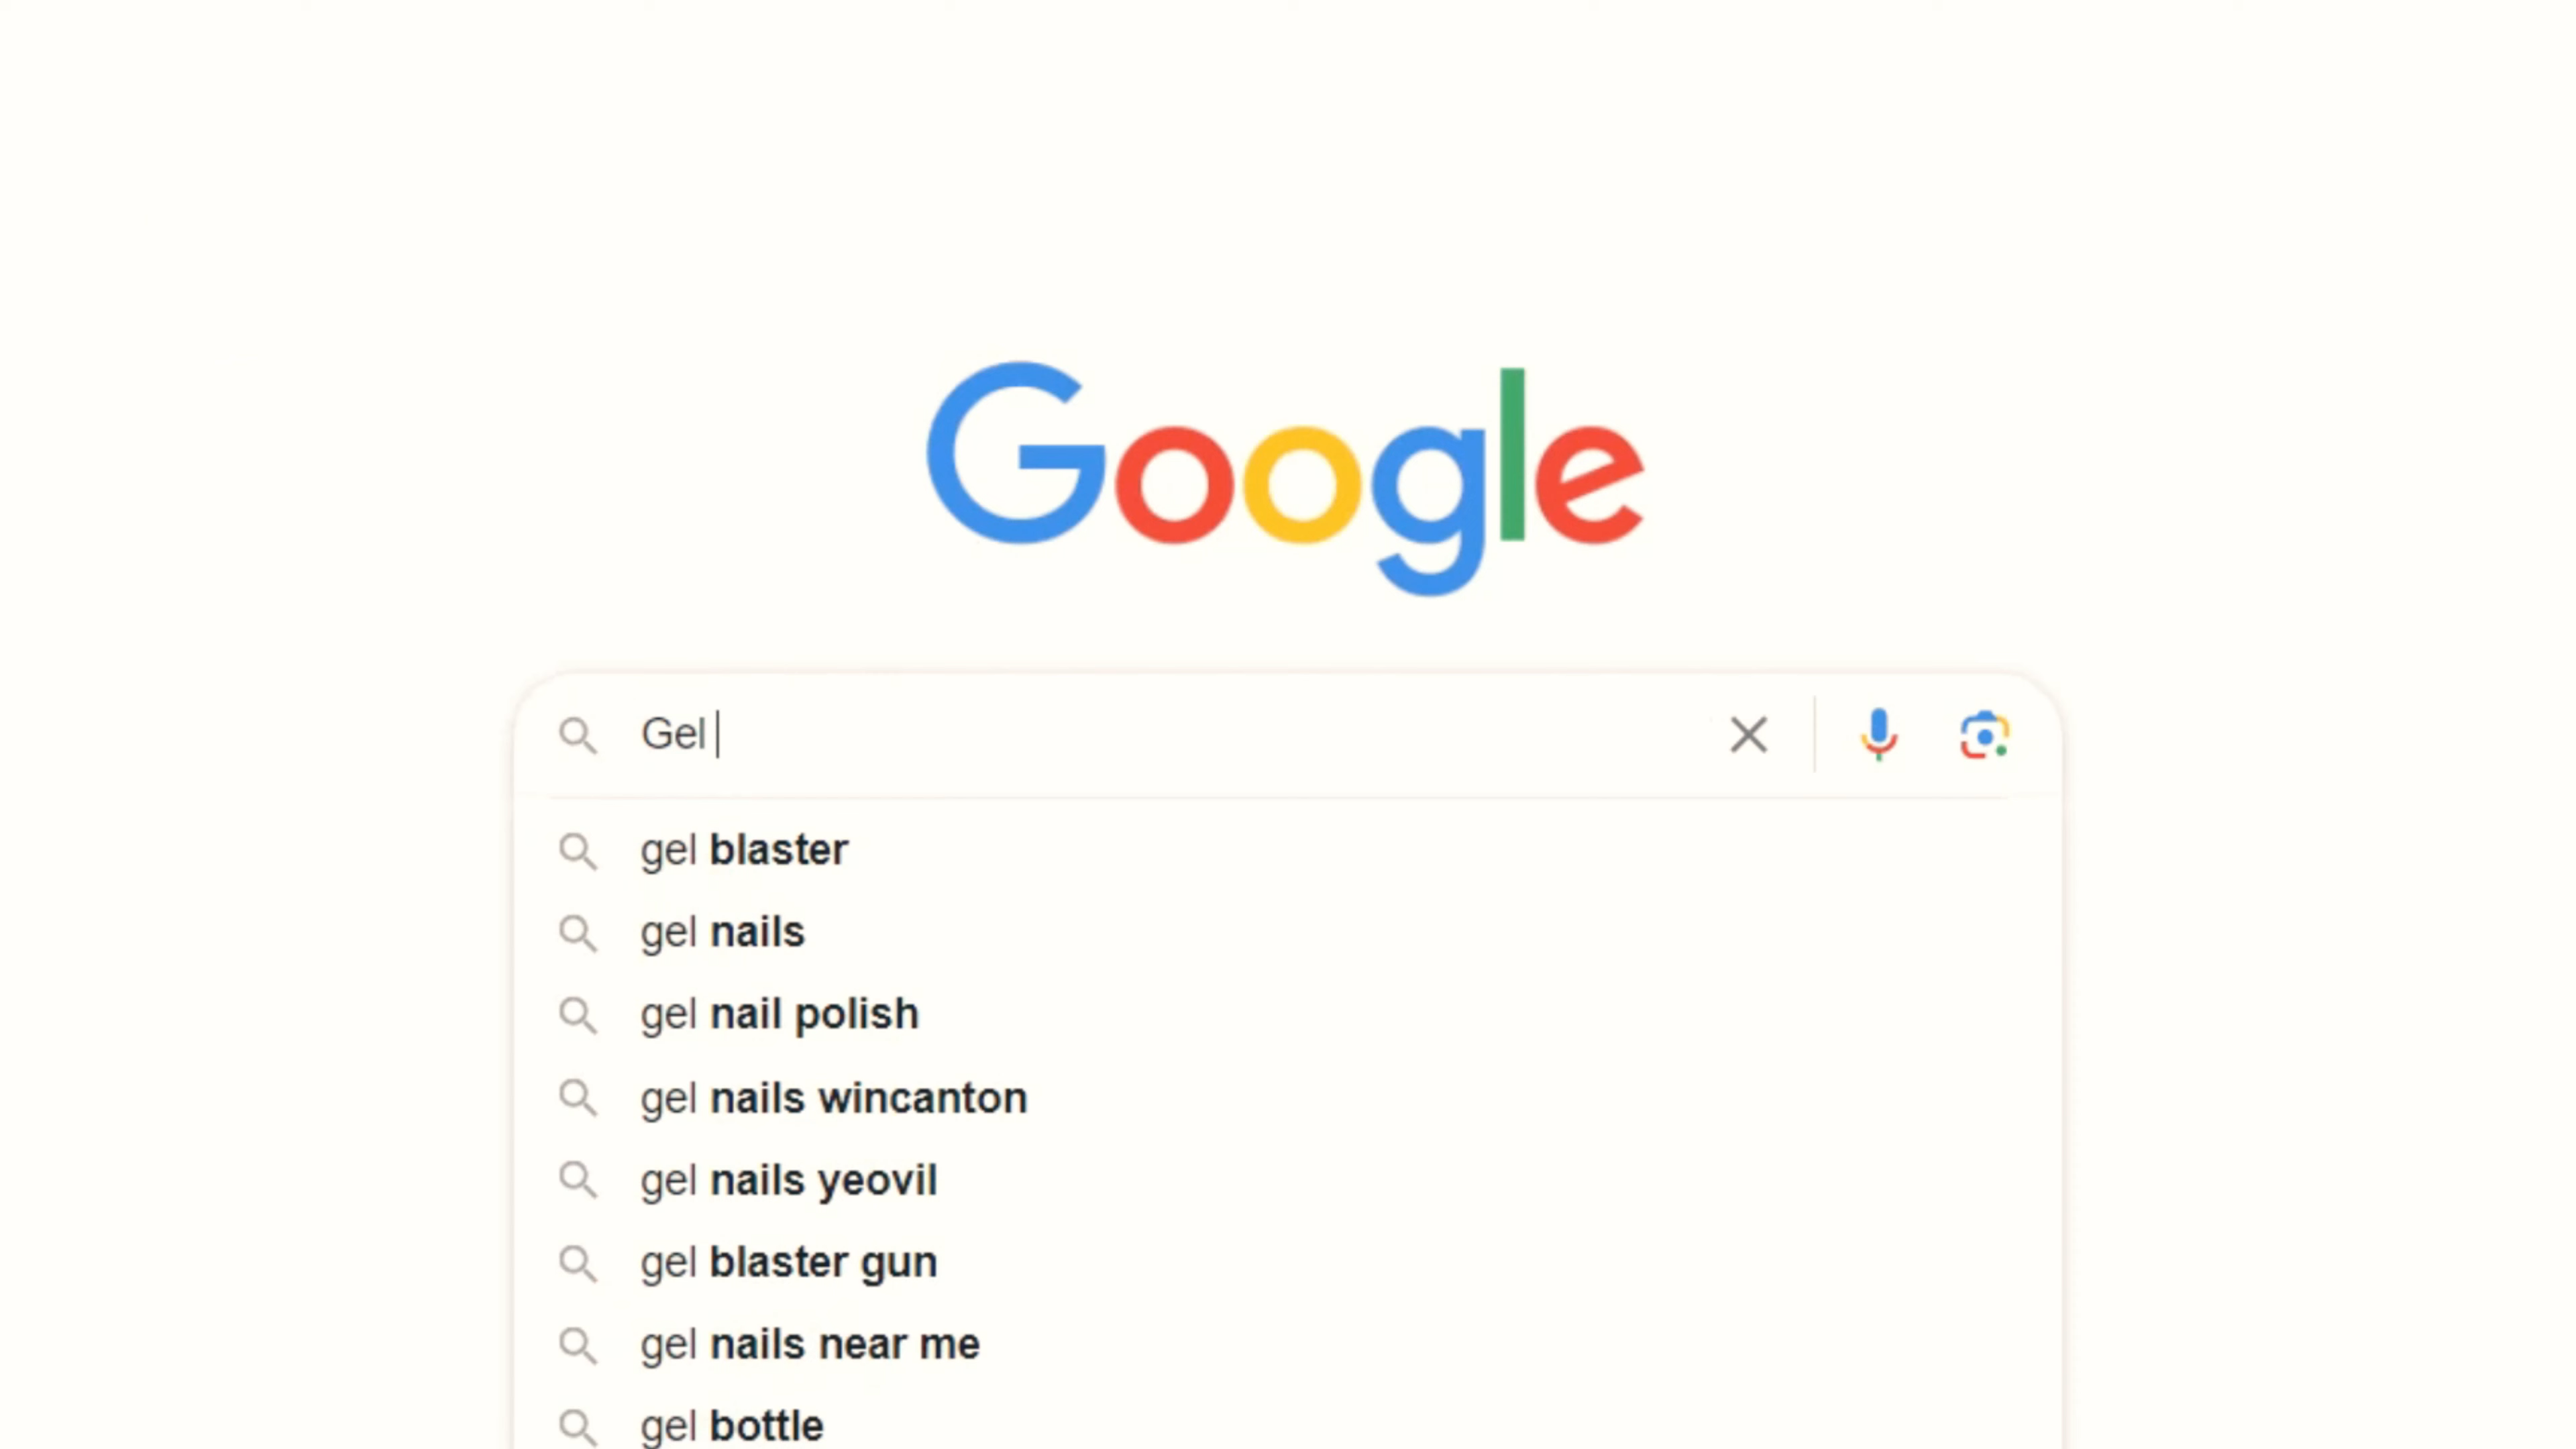 Google
Gel
gel blaster
gel nails
gel nail polish
gel nails wincanton
gel nails yeovil
gel blaster gun
gel nails near me
gel bottle